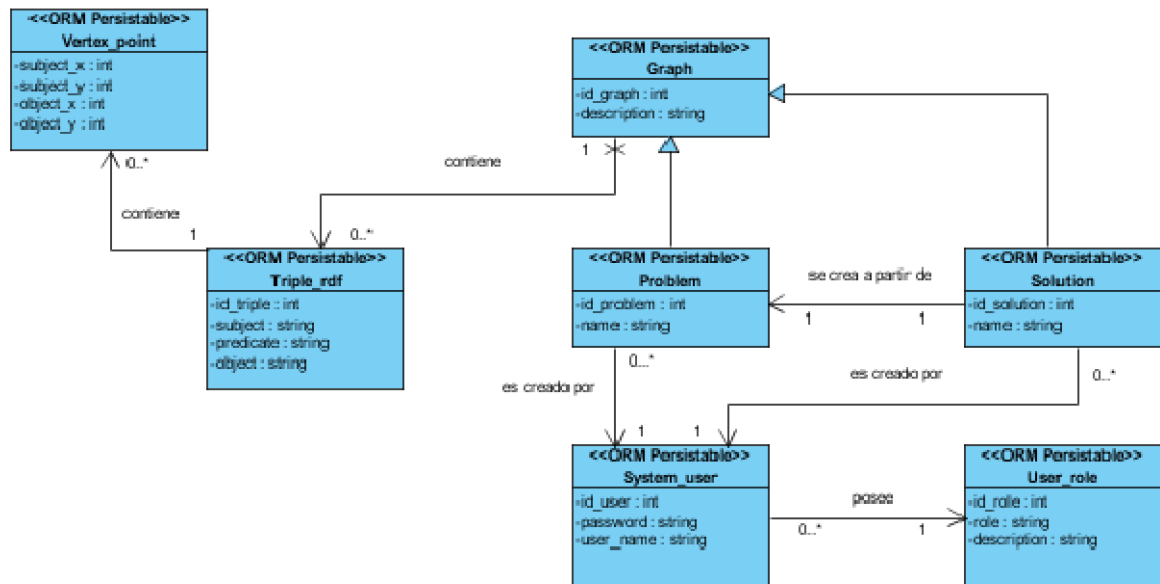 <<ORM Persistable>>
Vertex_point
-subject_x : int
-subject_y : int
-object_x : int
-object_y : int
<<ORM Persistable>>
Graph
-id_graph : int
-description : string
0..*
1
contiene
contiene
1
0..*
<<ORM Persistable>>
Triple_rdf
-id_triple : int
-subject : string
-predicate : string
-object : string
<<ORM Persistable>>
Problem
-id_problem : int
-name : string
se crea a partir de
1
1
<<ORM Persistable>>
Solution
-id_solution : int
-name : string
0...*
0..*
es creado por
es creado por
1
1
<<ORM Persistable>>
System_user
-id_user : int
-password : string
-user_name : string
posee
0...*
1
<<ORM Persistable>>
User_role
-id_role : int
-role : string
-description : string